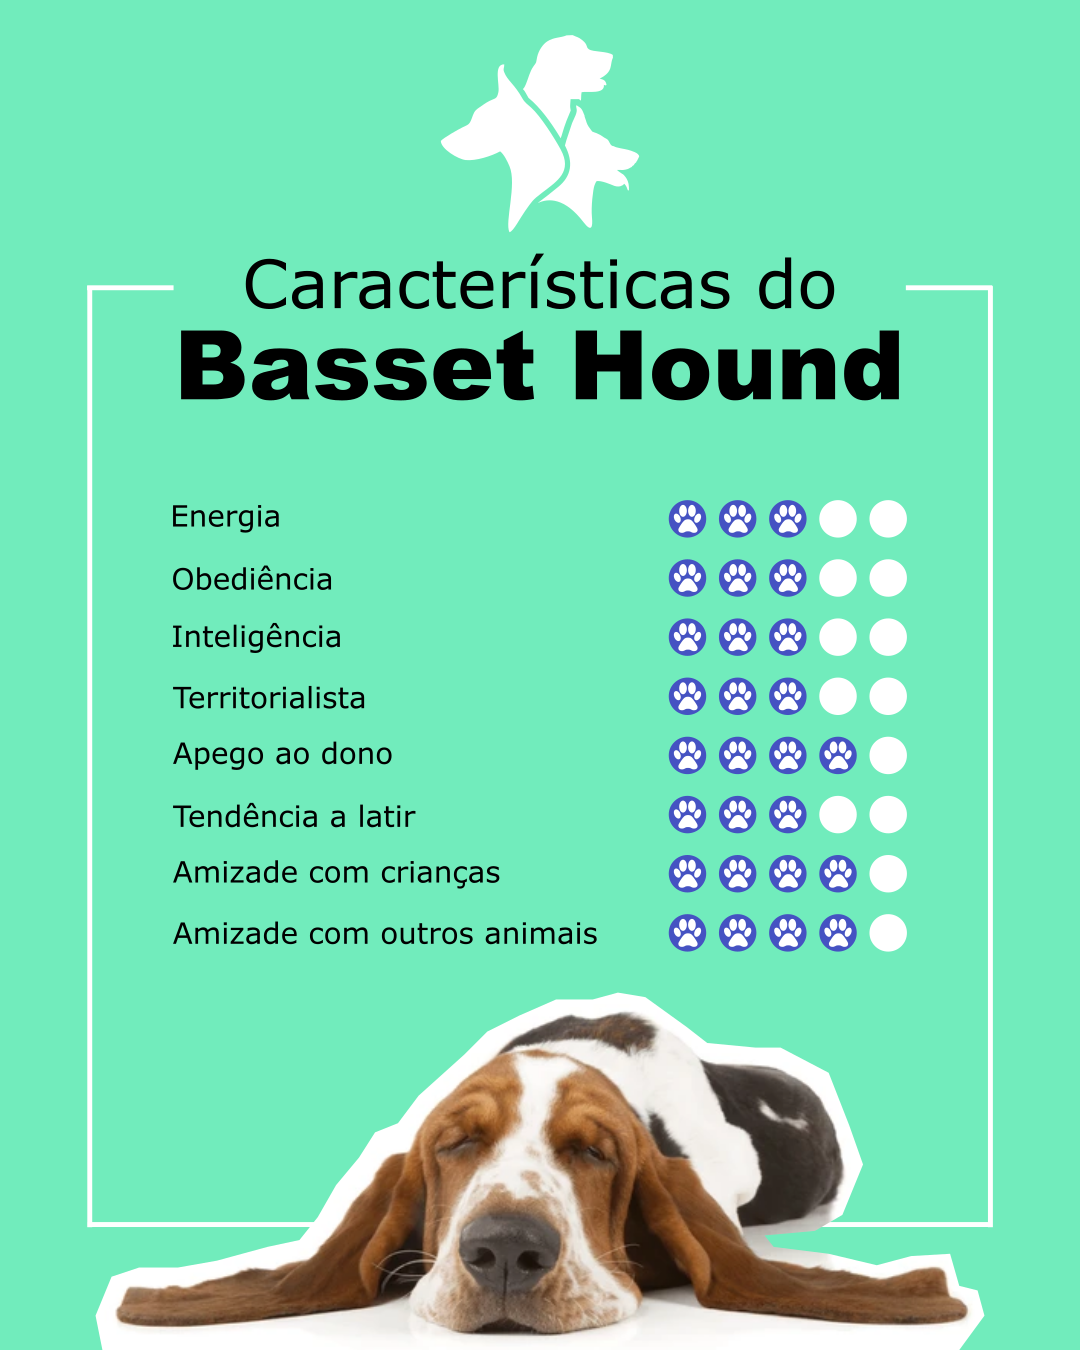 Características do
Basset Hound
Energia
Obediência
Inteligência
Territorialista
Apego ao dono
Tendência a latir
Amizade com crianças
Amizade com outros animais